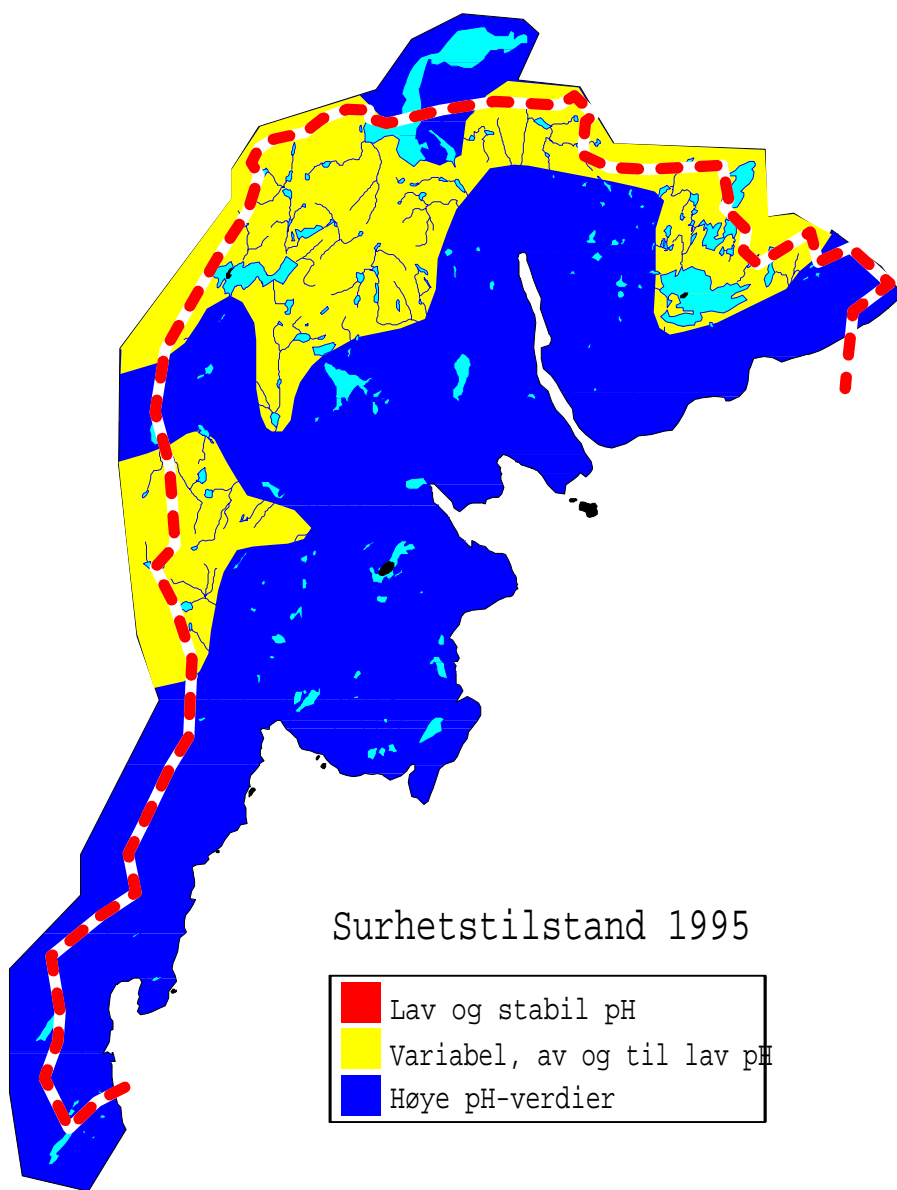 Surhetstilstand 1995
Lav og stabil pH
Variabel, av og til lav pH
Høye pH-verdier